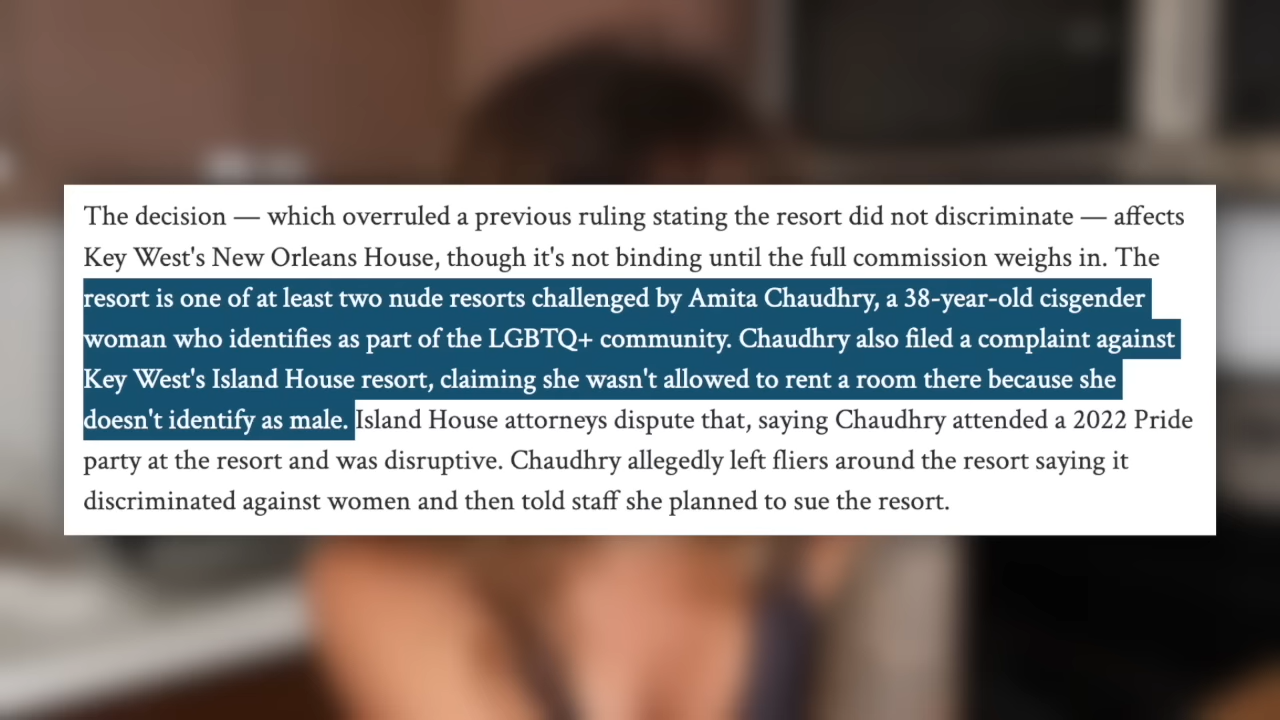 The decision — which overruled a previous ruling stating the resort did not discriminate — affects
Key West's New Orleans House, though it's not binding until the full commission weighs in. The
resort is one of at least two nude resorts challenged by Amita Chaudhry, a 38-year-old cisgender
woman who identifies as part of the LGBTQ+ community. Chaudhry also filed a complaint against
Key West's Island House resort, claiming she wasn't allowed to rent a room there because she
doesn't identify as male. Island House attorneys dispute that, saying Chaudhry attended a 2022 Pride
party at the resort and was disruptive. Chaudhry allegedly left fliers around the resort saying it
discriminated against women and then told staff she planned to sue the resort.